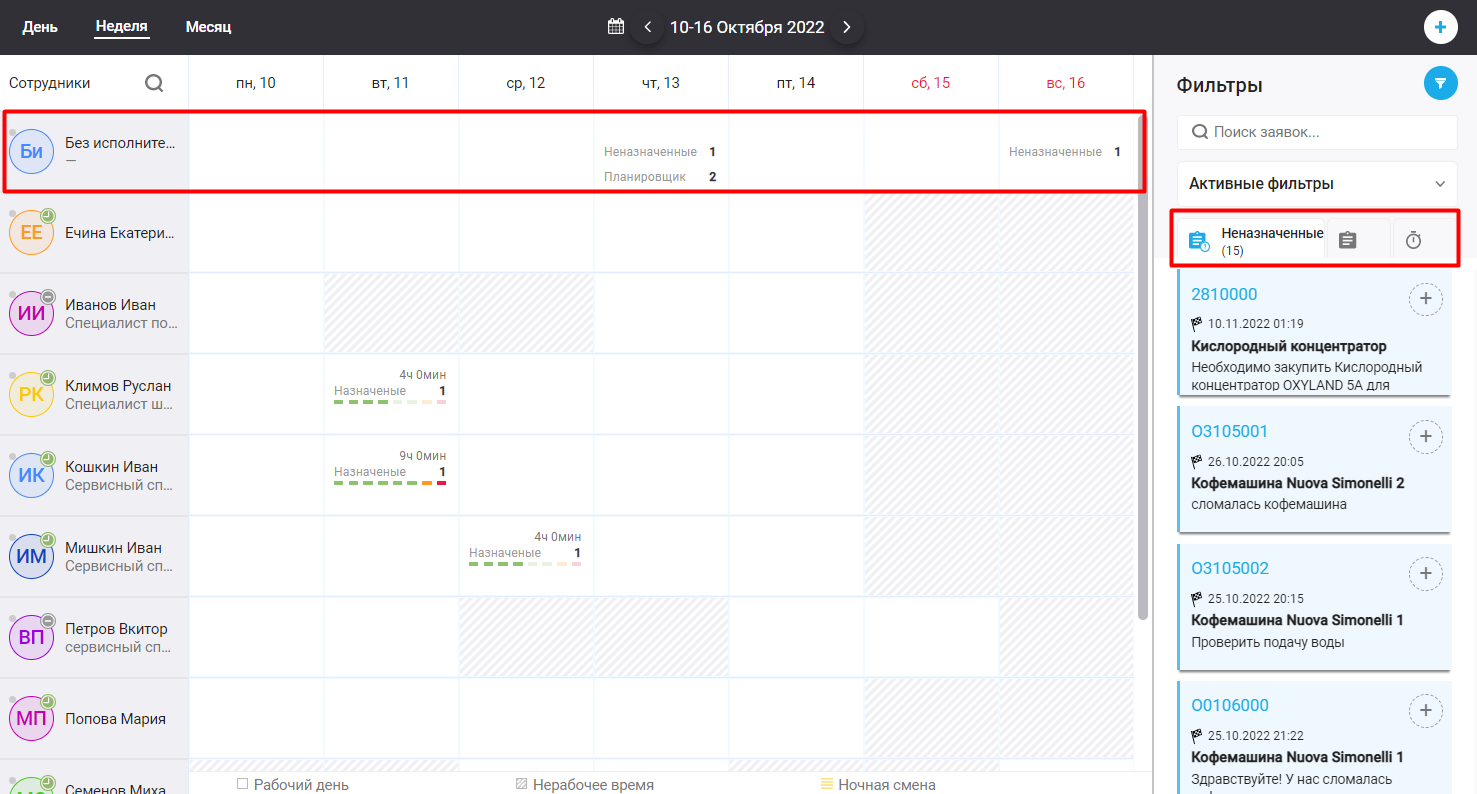 День Неделя Месяц 10-16 Октября 2022
Сотрудники пн, 10 вт, 11 ср, 12 чт, 13 пт, 14 сб, 15 вс, 16
Би Без исполните...
—
Неназначенные 1
Планировщик 2
Неназначенные 1
ЕЕ Ечина Екатери...
ИИ Иванов Иван
Специалист по...
РК Климов Руслан
Специалист ш...
4ч 0мин
Назначеные 1
ИК Кошкин Иван
Сервисный сп...
9ч 0мин
Назначеные 1
ИМ Мишкин Иван
Сервисный сп...
4ч 0мин
Назначеные 1
ВП Петров Вкитор
сервисный сп...
МП Попова Мария
Семенов Миха
Рабочий день Нерабочее время Ночная смена
Фильтры
Поиск заявок...
Активные фильтры
Неназначенные
(15)
2810000
10.11.2022 01:19
Кислородный концентратор
Необходимо закупить Кислородный
концентратор OXYLAND 5A для
О3105001
26.10.2022 20:05
Кофемашина Nuova Simonelli 2
сломалась кофемашина
О3105002
25.10.2022 20:15
Кофемашина Nuova Simonelli 1
Проверить подачу воды
О0106000
25.10.2022 21:22
Кофемашина Nuova Simonelli 1
Здравствуйте! У нас сломалась